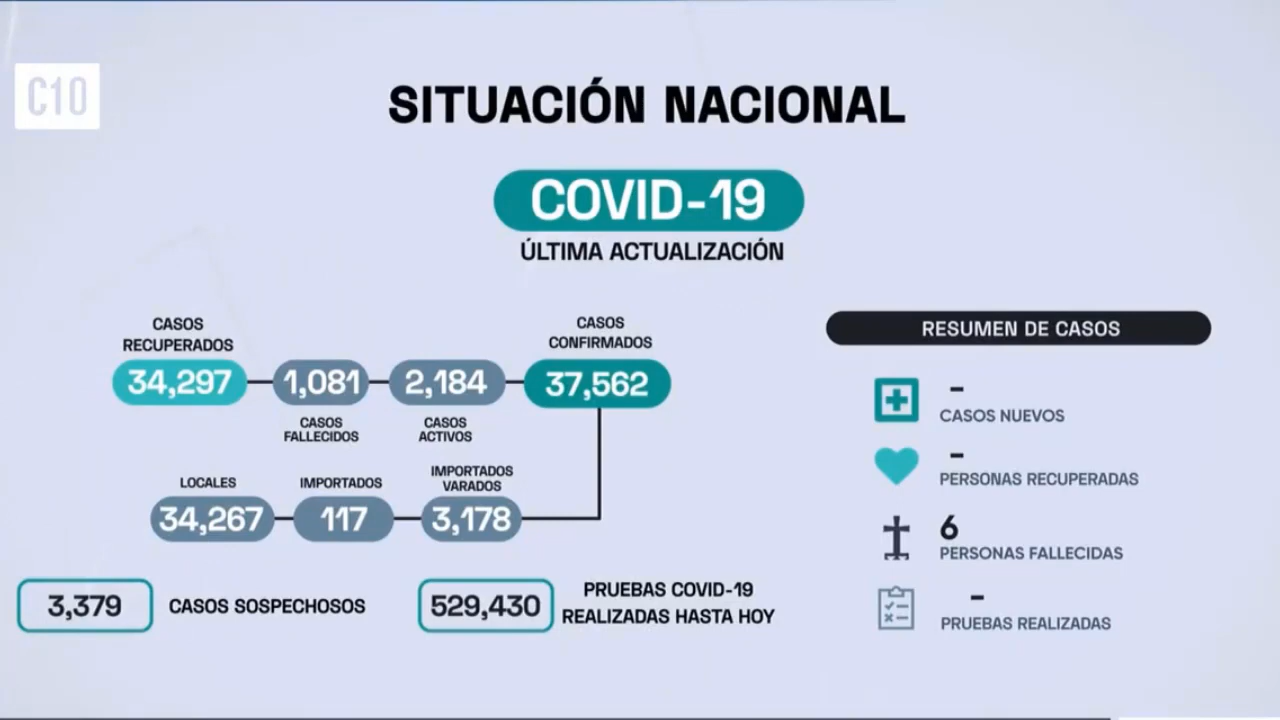 C10
SITUACIÓN NACIONAL
COVID-19
ÚLTIMA ACTUALIZACIÓN
CASOS
RECUPERADOS
34,297
1,081
CASOS
FALLECIDOS
2,184
CASOS
ACTIVOS
CASOS
CONFIRMADOS
37,562
LOCALES
34,267
IMPORTADOS
117
IMPORTADOS
VARADOS
3,178
3,379
CASOS SOSPECHOSOS
529,430
PRUEBAS COVID-19
REALIZADAS HASTA HOY
RESUMEN DE CASOS
-
CASOS NUEVOS
-
PERSONAS RECUPERADAS
6
PERSONAS FALLECIDAS
-
PRUEBAS REALIZADAS